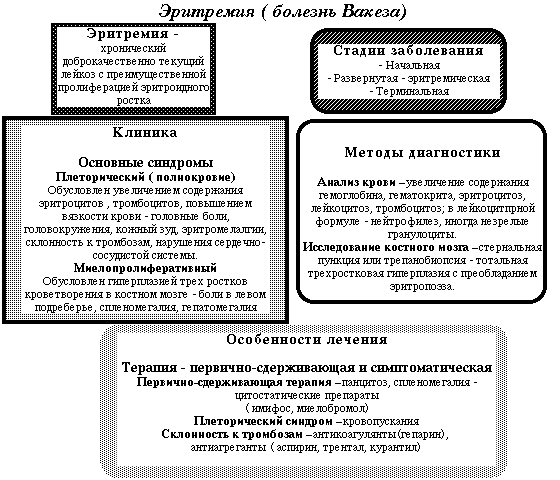 Эритремия ( болезнь Вакеза)
Эритремия -
хронический
доброкачественно текущий
лейкоз с преимущественной
пролиферацией эритроидного
ростка
Стадии заболевания
- Начальная
- Развернутая - эритремическая
- Терминальная
Клиника
Основные синдромы
Плеторический ( полнокровие)
Обусловлен увеличением содержания
эритроцитов , тромбоцитов, повышением
вязкости крови - головные боли,
головокружения, кожный зуд, эритромелалгии,
склонность к тромбозам, нарушения сердечно-
сосудистой системы.
Миелопролиферативный
Обусловлен гиперплазией трех ростков
кроветворения в костном мозге - боли в левом
подреберье, спленомегалия, гепатомегалия
Методы диагностики
Анализ крови –увеличение содержания
гемоглобина, гематокрита, эритроцитоз,
лейкоцитоз, тромбоцитоз; в лейкоцитпрной
формуле - нейтрофилез, иногда незрелые
гранулоциты.
Исследование костного мозга –стернальная
пункция или трепанобиопсия - тотальная
трехростковая гиперплазия с преобладанием
эритропоэза.
Особенности лечения
Терапия - первично-сдерживающая и симптоматическая
Первично-сдерживающая терапия –панцитоз, спленомегалия -
цитостатические препараты
( имифос, миелобромол)
Плеторический синдром –кровопускания
Склонность к тромбозам –антикоагулянты(гепарин),
антиагреганты ( аспирин, трентал, курантил)